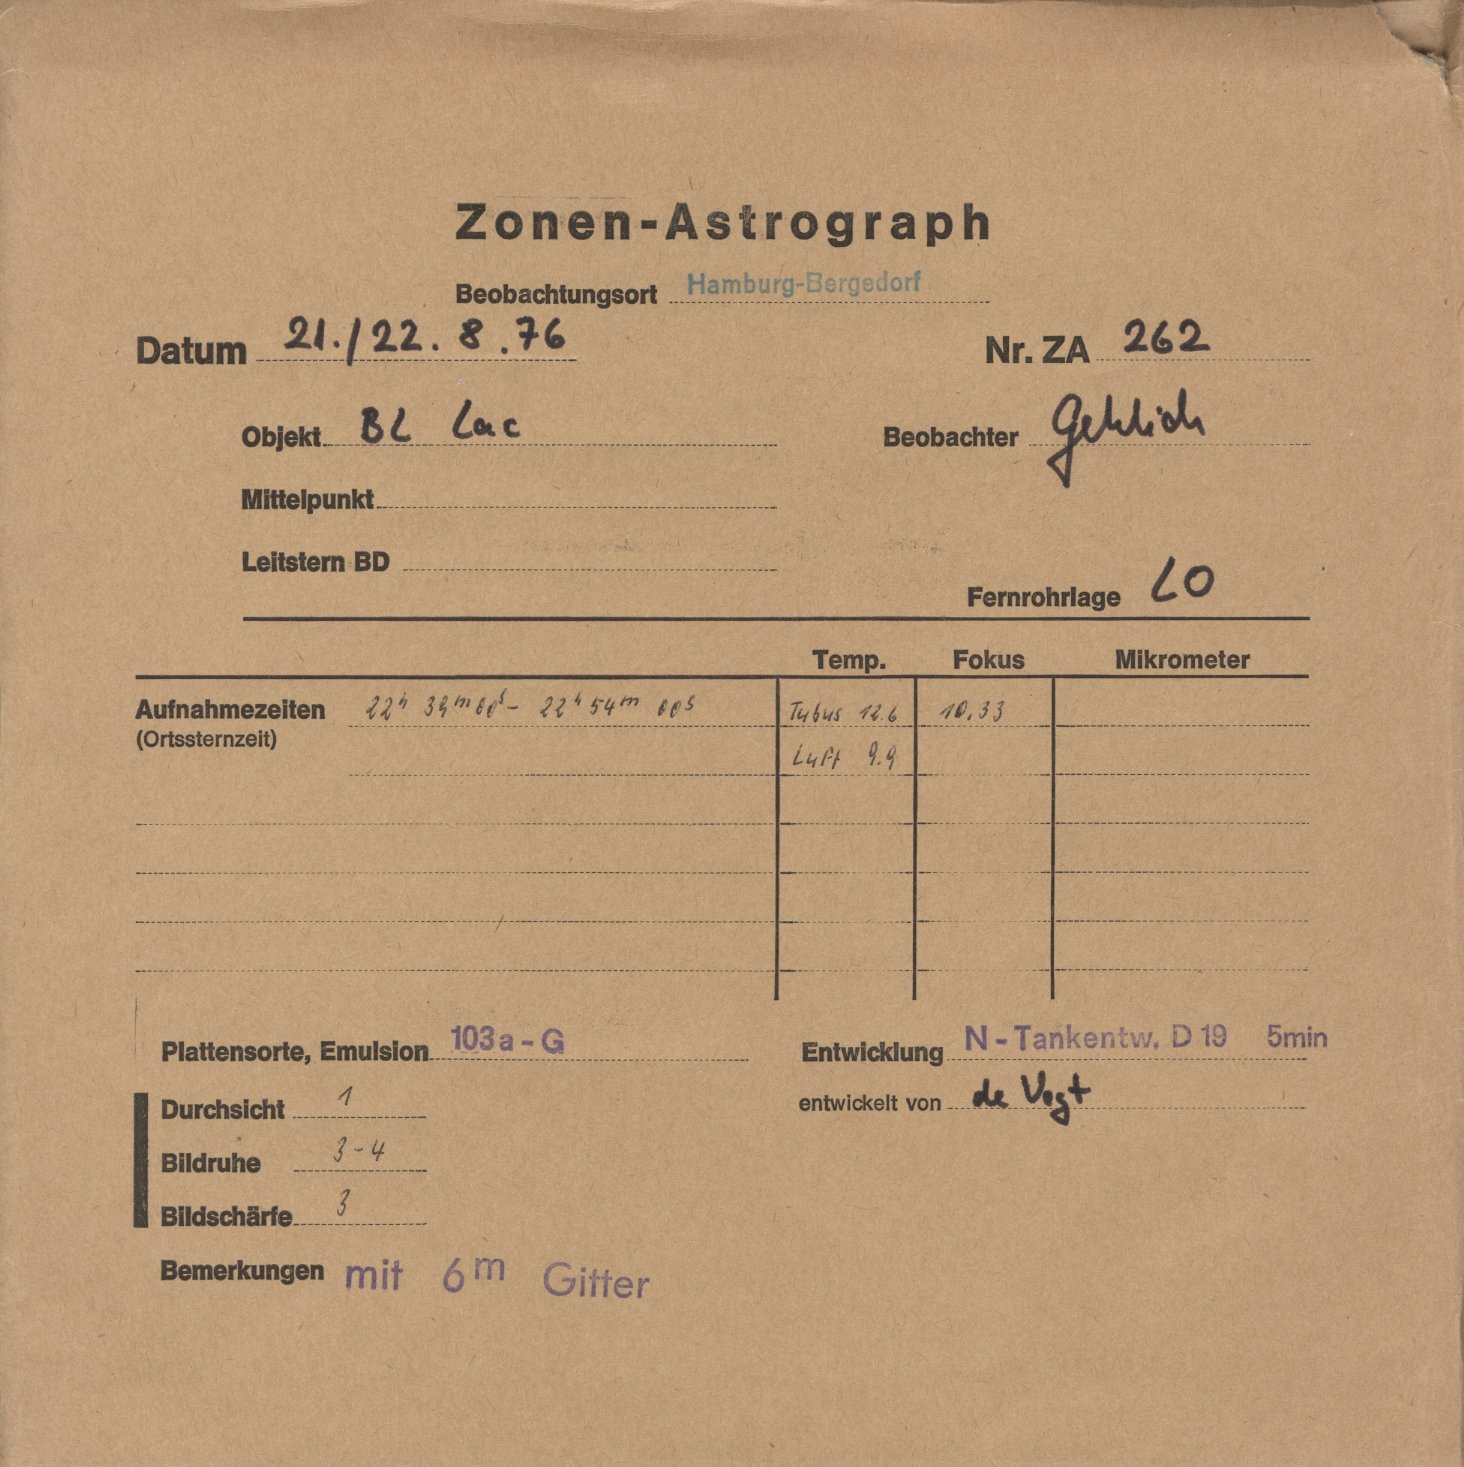 Zonen-Astrograph
Beobachtungsort Hamburg-Bergedorf
Datum 21./22. 8.76 Nr. ZA 262
Objekt BL Lac Beobachter Gehlich
Mittelpunkt
Leitstern BD
Fernrohrlage LO
Temp. Fokus Mikrometer
Aufnahmezeiten 22h 39m 00s - 22h 54m 00s Tubus 12.6 10.33
(Ortssternzeit)
Luft 9.9
Plattensorte, Emulsion 103a-G Entwicklung N-Tankentw. D19 5min
Durchsicht 1 entwickelt von de Vegt
Bildruhe 3-4
Bildschärfe 3
Bemerkungen mit 6m Gitter